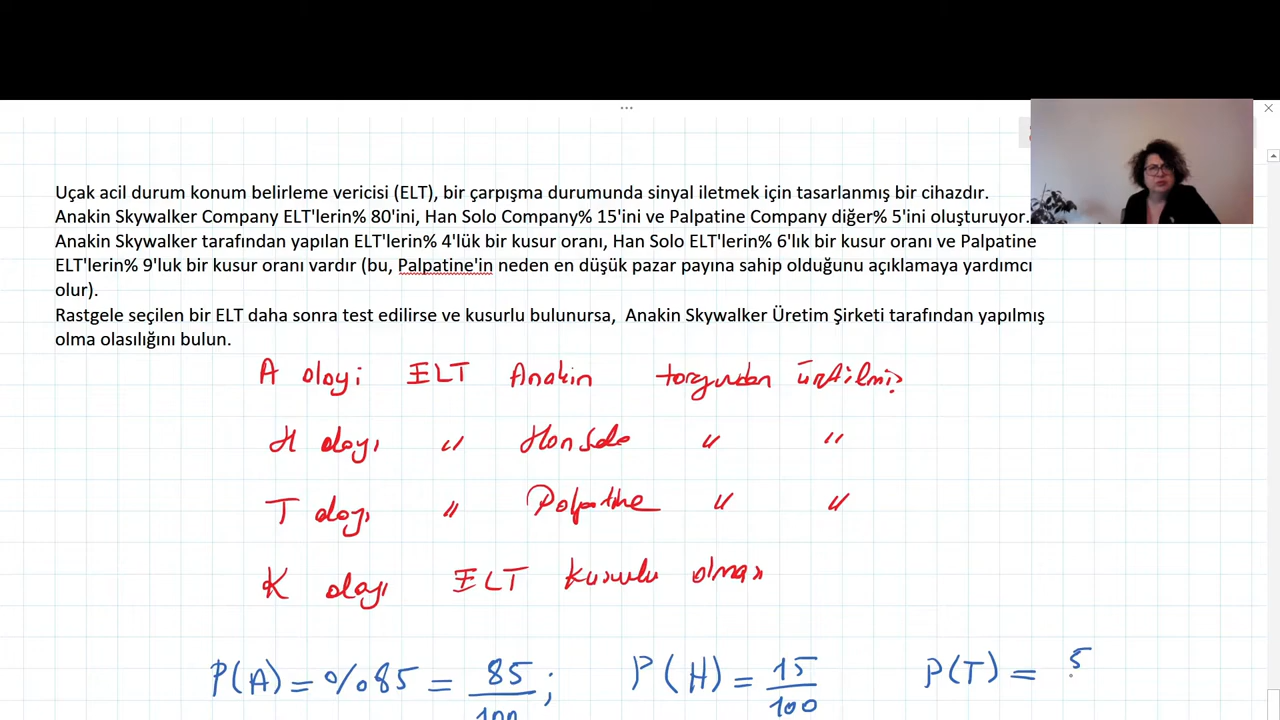 Uçak acil durum konum belirleme vericisi (ELT), bir çarpışma durumunda sinyal iletmek için tasarlanmış bir cihazdır.
Anakin Skywalker Company ELT'lerin% 80'ini, Han Solo Company% 15'ini ve Palpatine Company diğer% 5'ini oluşturuyor.
Anakin Skywalker tarafından yapılan ELT'lerin% 4'lük bir kusur oranı, Han Solo ELT'lerin% 6'lık bir kusur oranı ve Palpatine
ELT'lerin% 9'luk bir kusur oranı vardır (bu, Palpatine'in neden en düşük pazar payına sahip olduğunu açıklamaya yardımcı
olur).
Rastgele seçilen bir ELT daha sonra test edilirse ve kusurlu bulunursa, Anakin Skywalker Üretim Şirketi tarafından yapılmış
olma olasılığını bulun.
A olayi ELT Anakin üretilmiş
H olayı " Han Solo " "
T olayı " Palpatine " "
K olayı ELT kusurlu olması
P(A) = %85 = 85/100 ; P(H) = 15/100 P(T) = 5